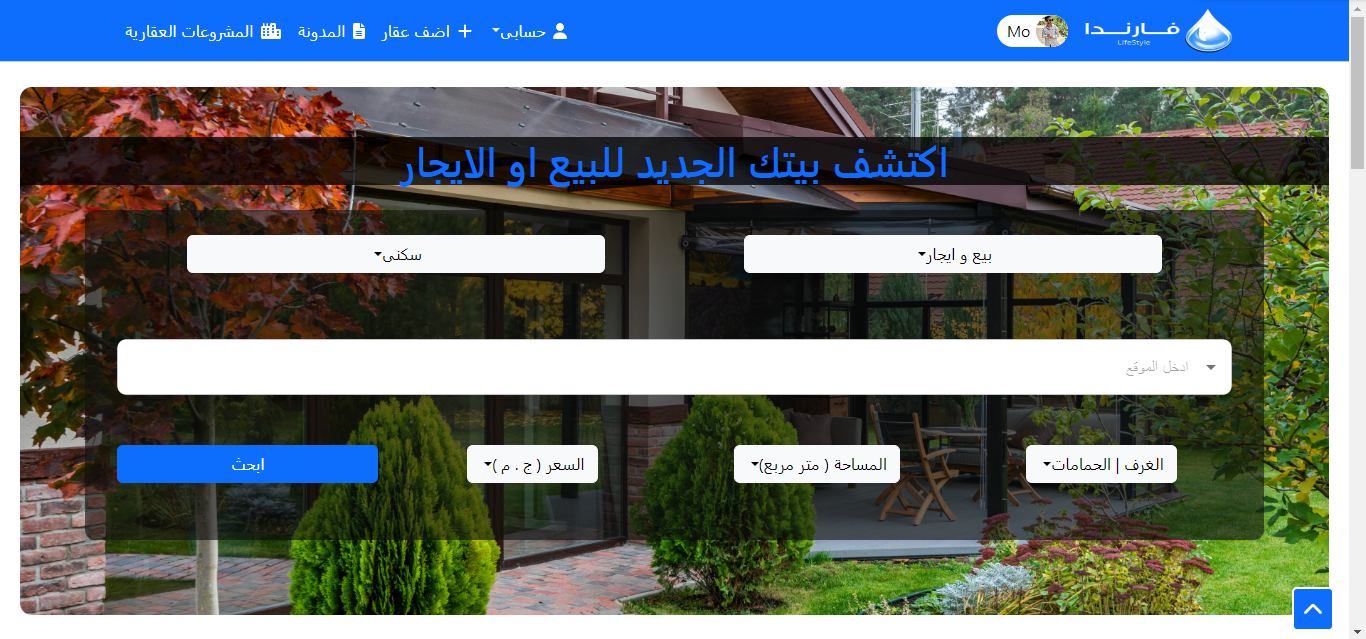 فارندا
LifeStyle
Mo
حسابى
اضف عقار
المدونة
المشروعات العقارية
اكتشف بيتك الجديد للبيع او الايجار
بيع و ايجار
سكنى
ادخل الموقع
الغرف | الحمامات
المساحة ( متر مربع)
السعر ( ج . م )
ابحث